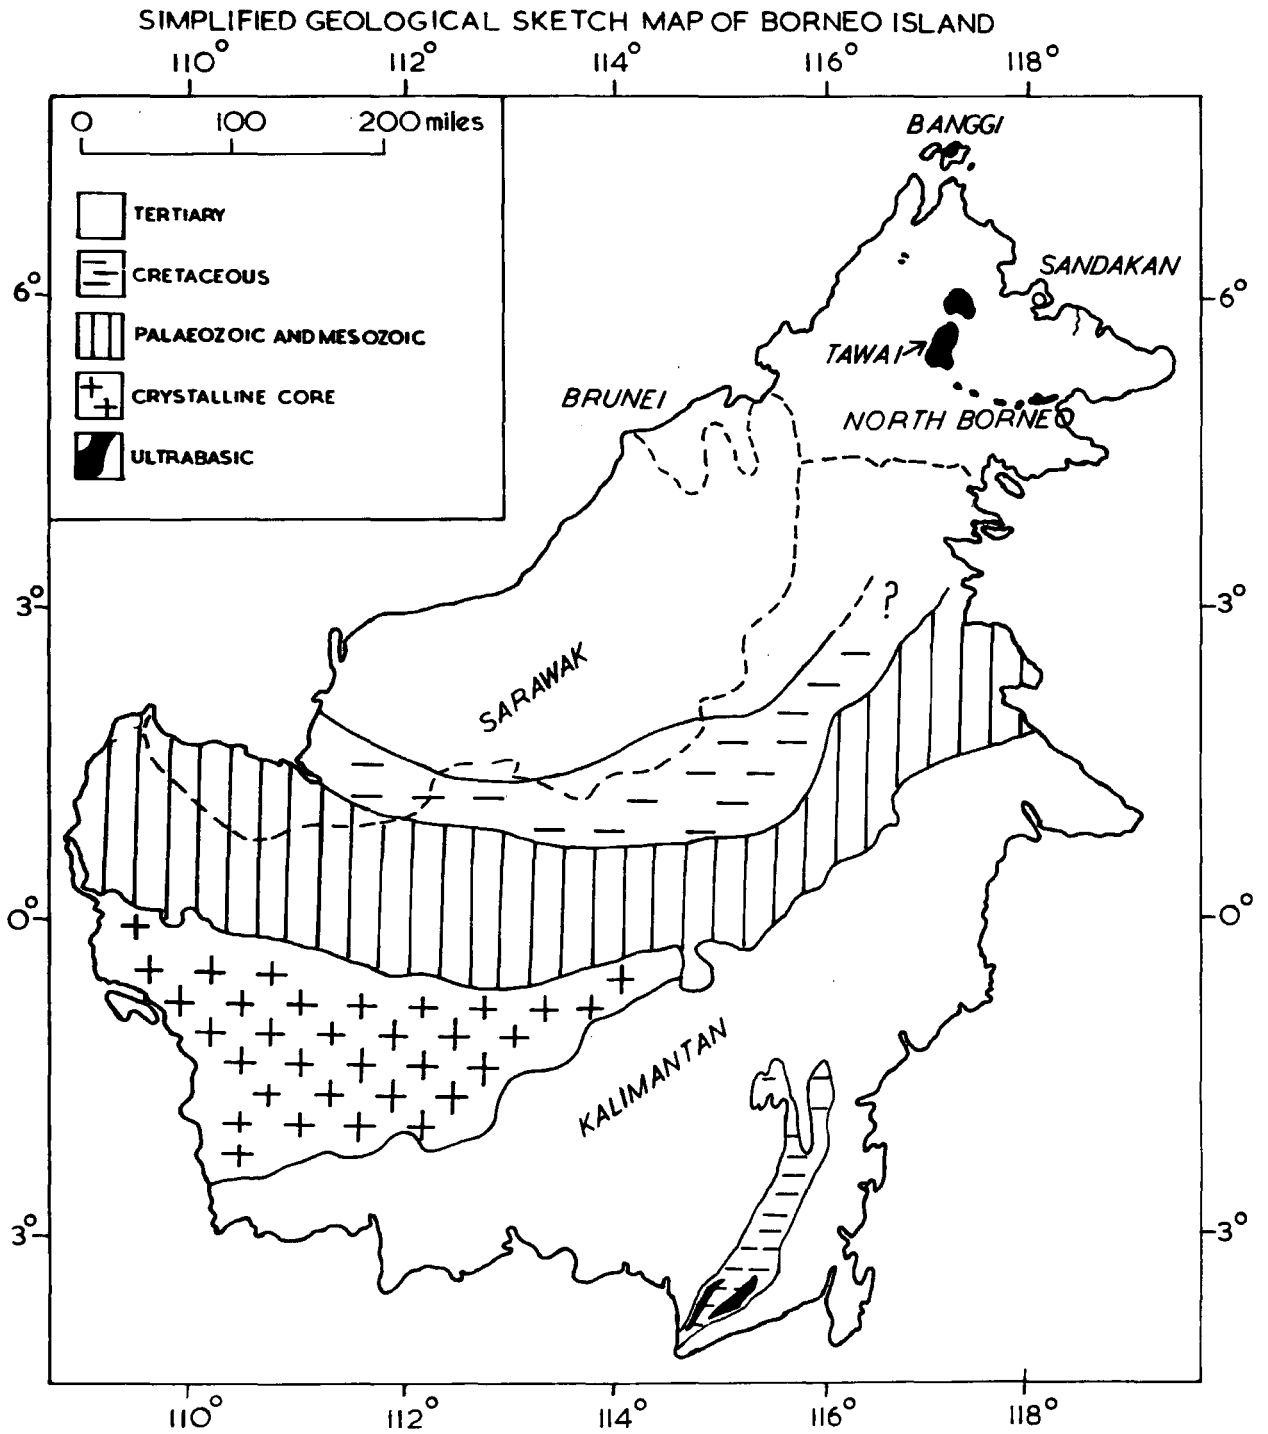 SIMPLIFIED GEOLOGICAL SKETCH MAP OF BORNEO ISLAND
110° 112° 114° 116° 118°
0 100 200 miles
TERTIARY
CRETACEOUS
PALAEOZOIC AND MESOZOIC
CRYSTALLINE CORE
ULTRABASIC
BANGGI
SANDAKAN
6° 6°
TAWAI
BRUNEI
NORTH BORNEO
3° ? 3°
SARAWAK
0° 0°
KALIMANTAN
3° 3°
110° 112° 114° 116° 118°